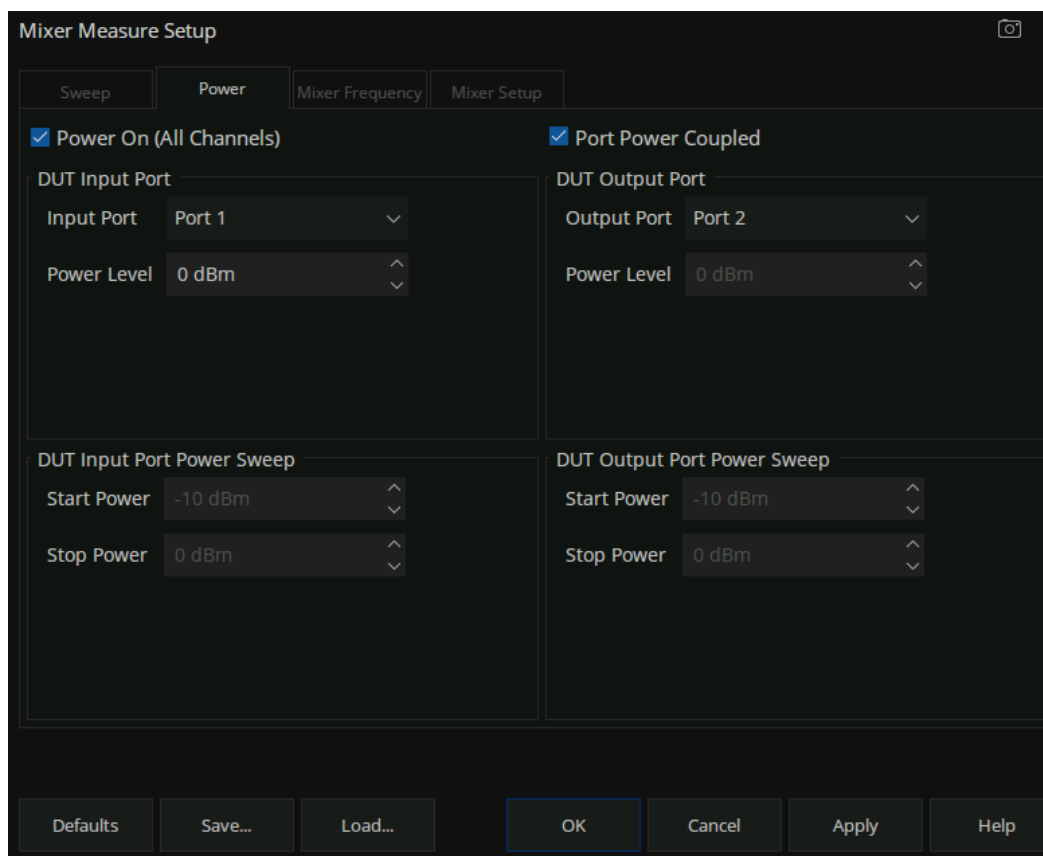 Mixer Measure Setup
Sweep Power Mixer Frequency Mixer Setup
Power On (All Channels) Port Power Coupled
DUT Input Port DUT Output Port
Input Port Port 1 Output Port Port 2
Power Level 0 dBm Power Level 0 dBm
DUT Input Port Power Sweep DUT Output Port Power Sweep
Start Power -10 dBm Start Power -10 dBm
Stop Power 0 dBm Stop Power 0 dBm
Defaults Save... Load... OK Cancel Apply Help